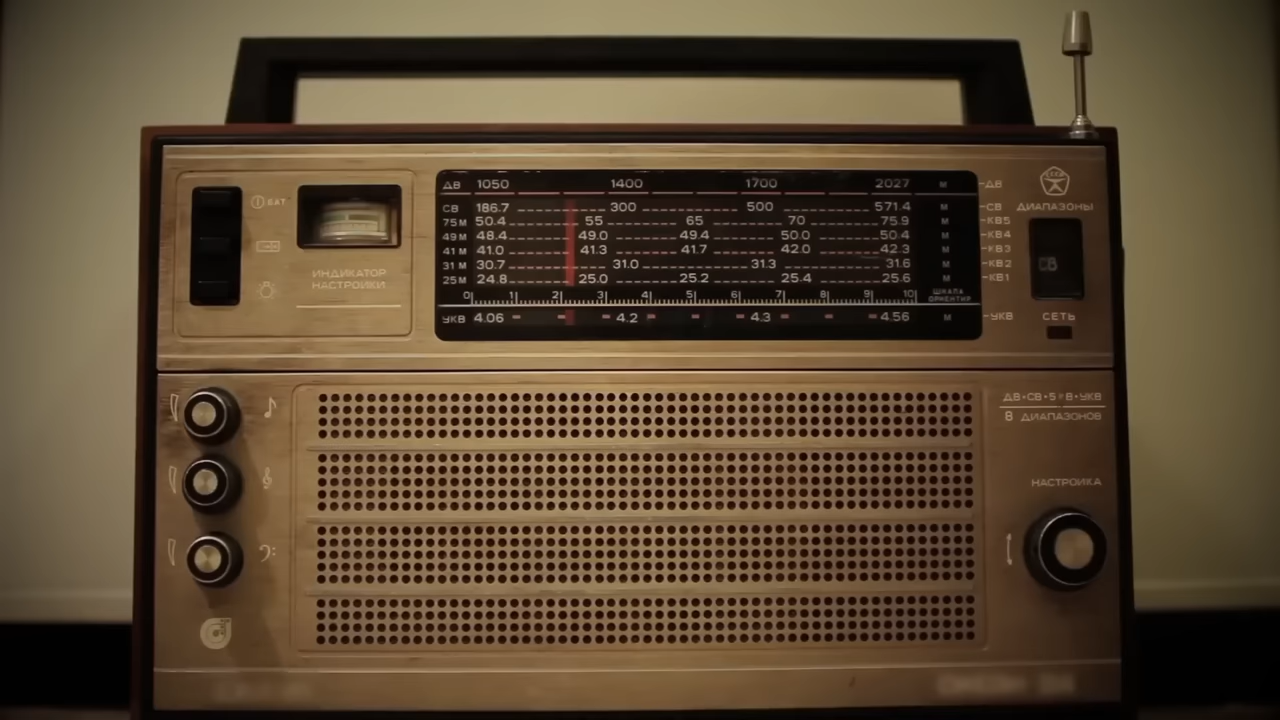 БАТ
ИНДИКАТОР
НАСТРОЙКИ
ДВ 1050 1400 1700 2027 М
СВ 186.7 300 500 571.4 М
75М 50.4 55 65 70 75.9 М
49М 48.4 49.0 49.4 50.0 50.4 М
41М 41.0 41.3 41.7 42.0 42.3 М
31М 30.7 31.0 31.3 31.6 М
25М 24.8 25.0 25.2 25.4 25.6 М
0 1 2 3 4 5 6 7 8 9 10 ШКАЛА
ОРИЕНТИР
УКВ 4.06 4.2 4.3 4.56 М
СССР
ДИАПАЗОНЫ
ДВ
СВ
КВ5
КВ4
КВ3
КВ2
КВ1
УКВ
СВ
СЕТЬ
8 ДИАПАЗОНОВ
НАСТРОЙКА